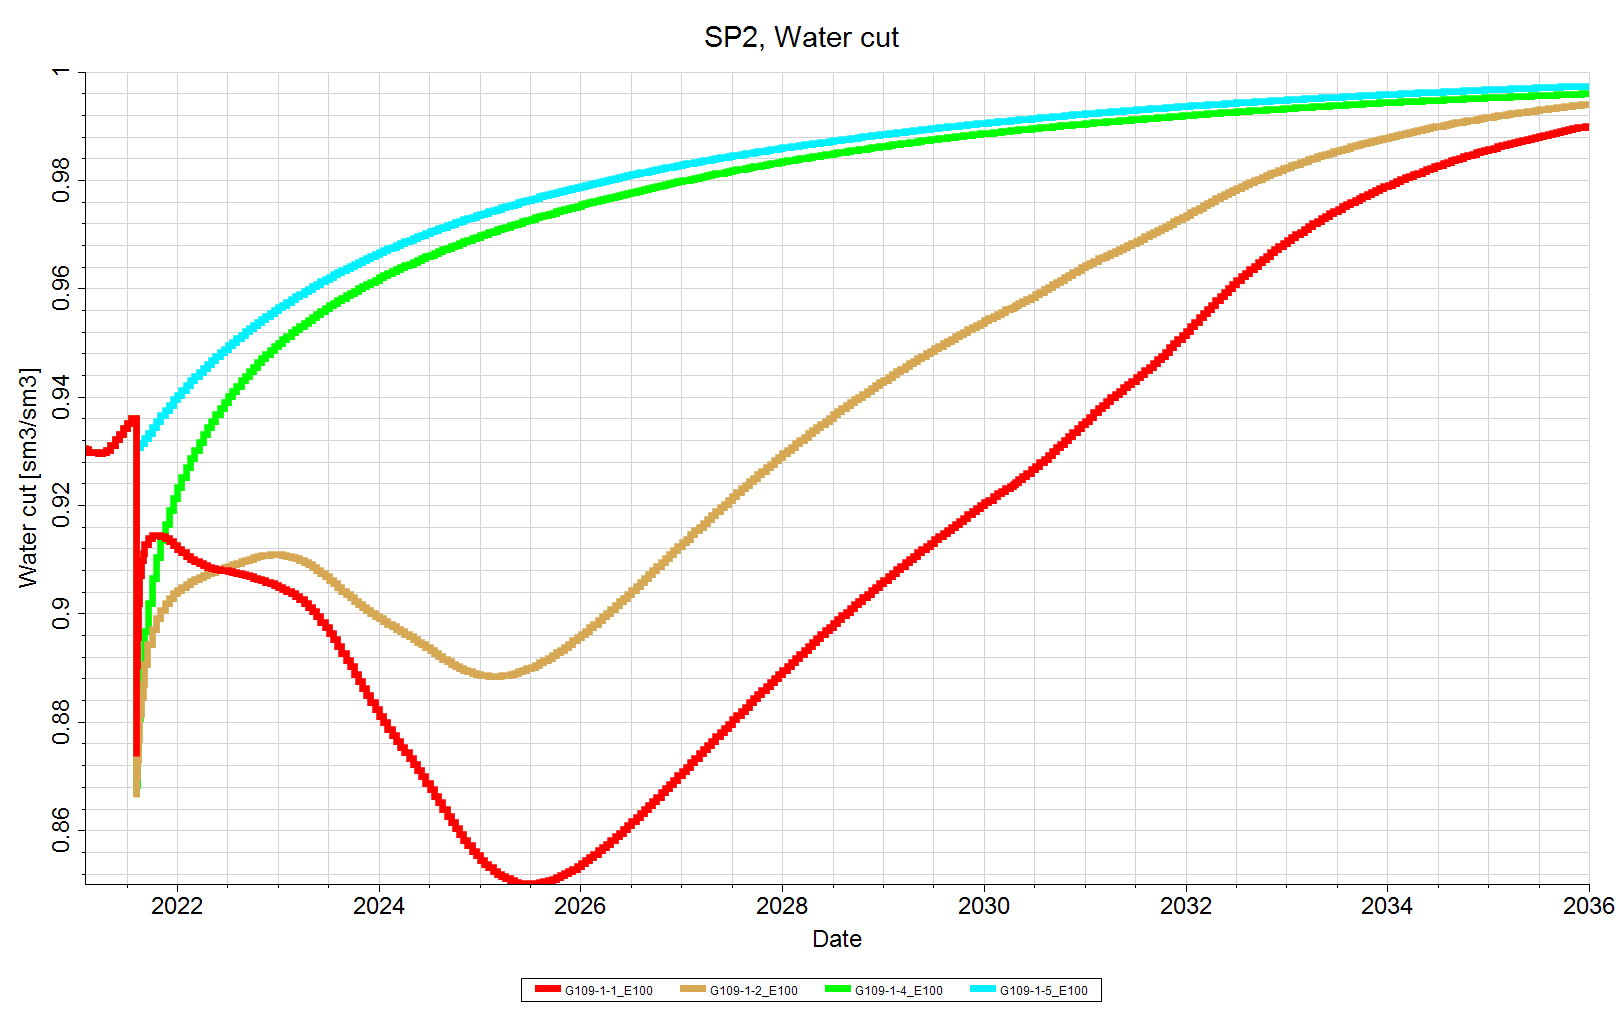 SP2, Water cut
Water cut [sm3/sm3]
1
0.98
0.96
0.94
0.92
0.9
0.88
0.86
2022 2024 2026 2028 2030 2032 2034 2036
Date
G109-1-1_E100 G109-1-2_E100 G109-1-4_E100 G109-1-5_E100